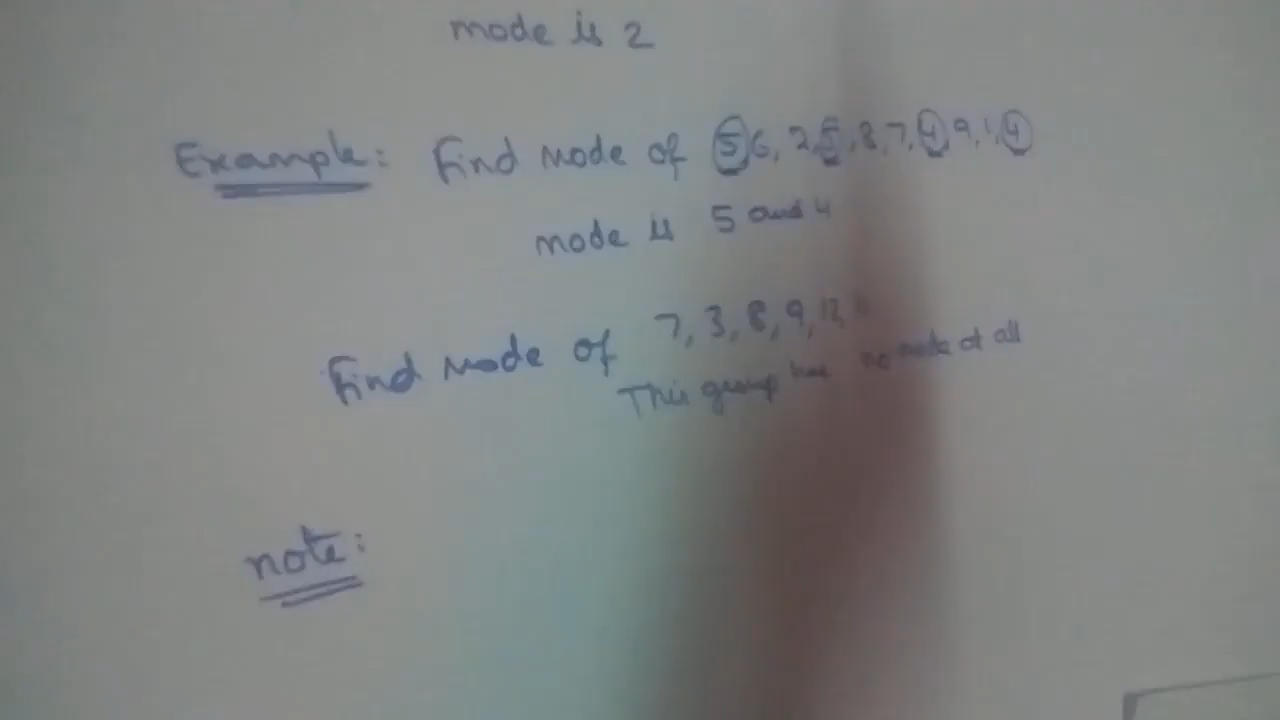 mode is 2
Example: Find mode of 5 6, 2, 5, 8, 7, 4, 9, 1, 4
mode is 5 and 4
Find mode of 7, 3, 8, 9, 12,
This group has no mode at all
note: